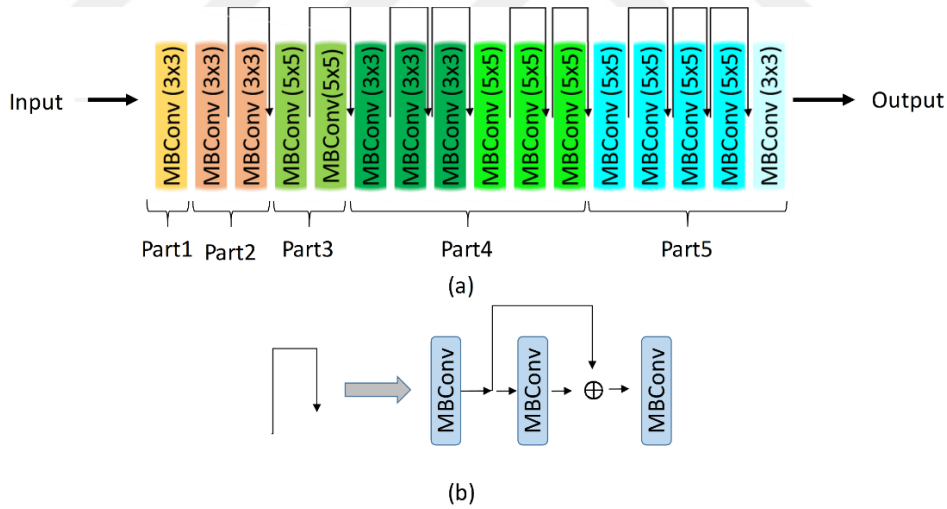 Input
MBConv (3x3)
MBConv (3x3)
MBConv (3x3)
MBConv (5x5)
MBConv(5x5)
MBConv (3x3)
MBConv (3x3)
MBConv (3x3)
MBConv (5x5)
MBConv (5x5)
MBConv (5x5)
MBConv (5x5)
MBConv (5x5)
MBConv (5x5)
MBConv (5x5)
MBConv (3x3)
Output
Part1
Part2
Part3
Part4
Part5
(a)
MBConv
MBConv
MBConv
(b)